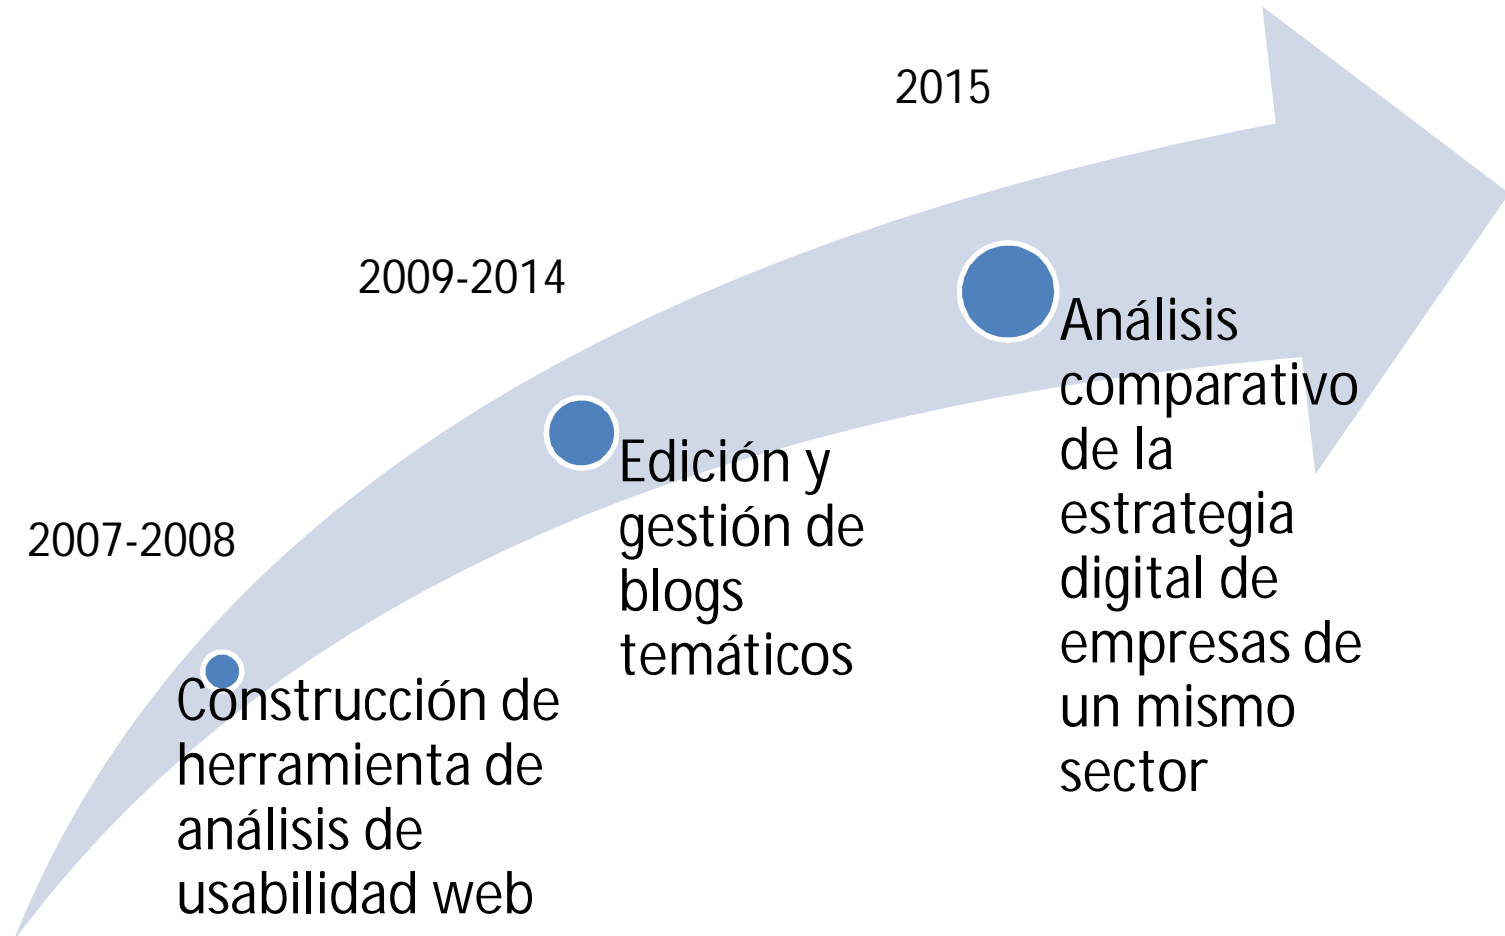 2007-2008
Construcción de
herramienta de
análisis de
usabilidad web
2009-2014
Edición y
gestión de
blogs
temáticos
2015
Análisis
comparativo
de la
estrategia
digital de
empresas de
un mismo
sector